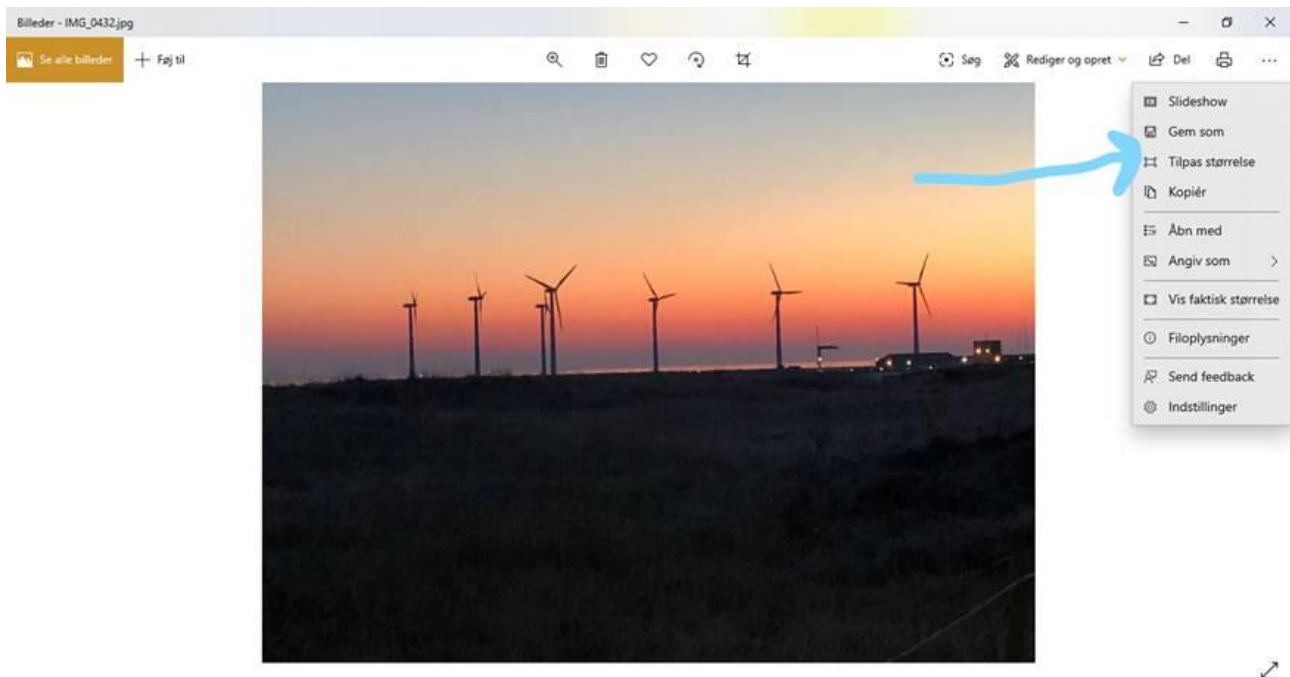 Billeder - IMG_0432.jpg
Se alle billeder
Føj til
Søg
Rediger og opret
Del
Slideshow
Gem som
Tilpas størrelse
Kopiér
Åbn med
Angiv som
Vis faktisk størrelse
Filoplysninger
Send feedback
Indstillinger